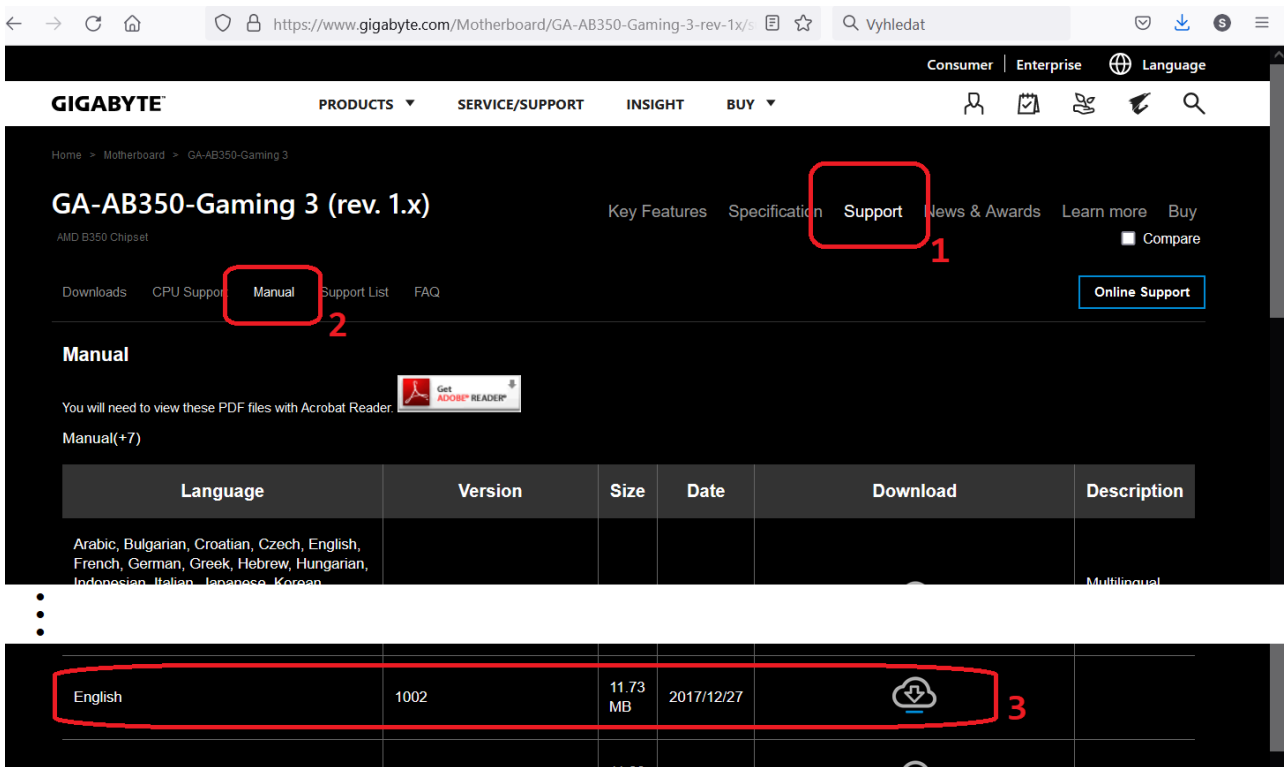 https://www.gigabyte.com/Motherboard/GA-AB350-Gaming-3-rev-1x/s
Vyhledat
S
Consumer | Enterprise Language
GIGABYTE™ PRODUCTS ▼ SERVICE/SUPPORT INSIGHT BUY ▼
Home > Motherboard > GA-AB350-Gaming 3
GA-AB350-Gaming 3 (rev. 1.x)
AMD B350 Chipset
Key Features Specification Support News & Awards Learn more Buy
1
Compare
Downloads CPU Support Manual Support List FAQ
2
Online Support
Manual
You will need to view these PDF files with Acrobat Reader.
Get
ADOBE® READER®
Manual(+7)
Language Version Size Date Download Description
Arabic, Bulgarian, Croatian, Czech, English,
French, German, Greek, Hebrew, Hungarian,
Indonesian, Italian, Japanese, Korean
Multilingual
English 1002 11.73 MB 2017/12/27
3